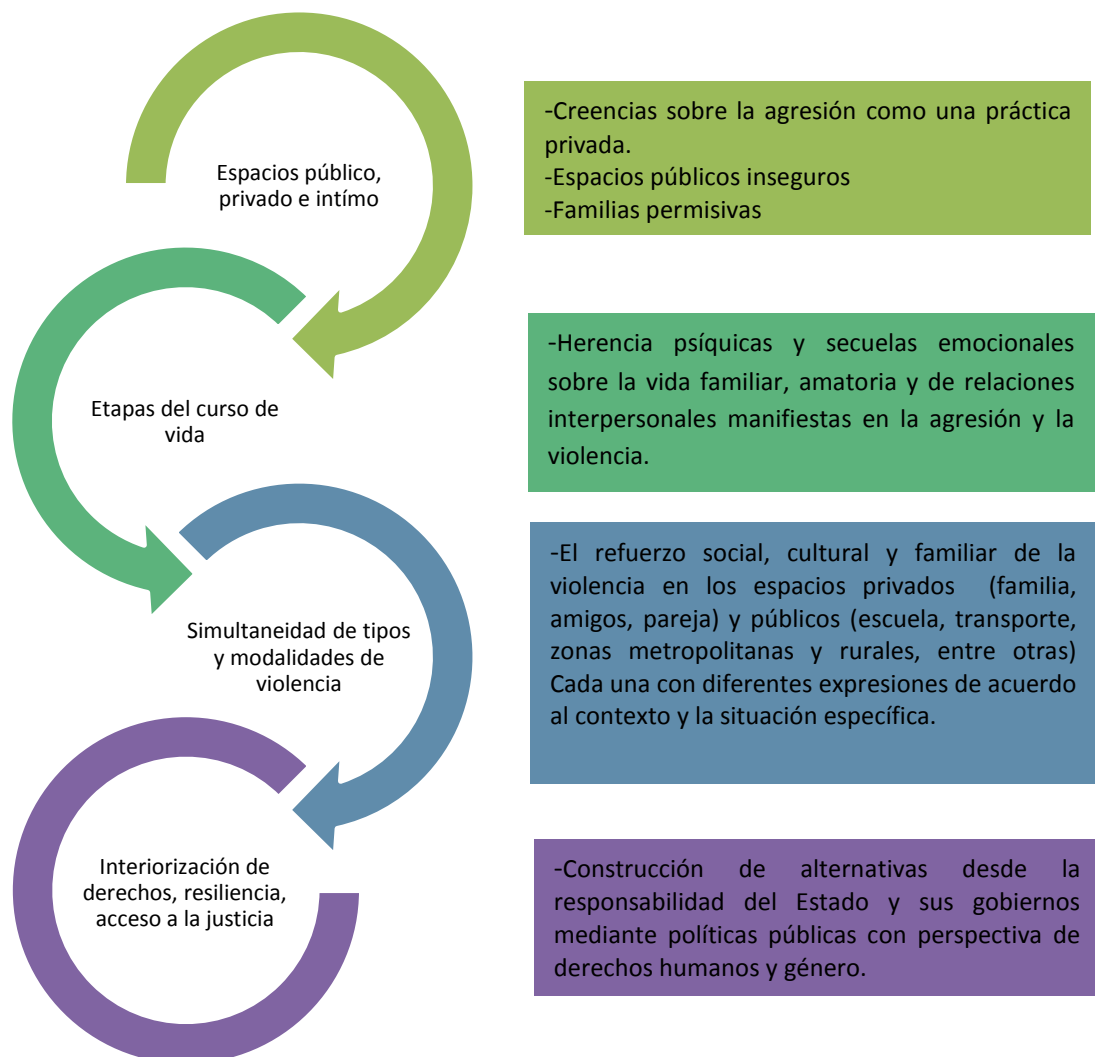 Espacios público,
privado e intímo
-Creencias sobre la agresión como una práctica
privada.
-Espacios públicos inseguros
-Familias permisivas
Etapas del curso de
vida
-Herencia psíquicas y secuelas emocionales
sobre la vida familiar, amatoria y de relaciones
interpersonales manifiestas en la agresión y la
violencia.
Simultaneidad de tipos
y modalidades de
violencia
-El refuerzo social, cultural y familiar de la
violencia en los espacios privados (familia,
amigos, pareja) y públicos (escuela, transporte,
zonas metropolitanas y rurales, entre otras)
Cada una con diferentes expresiones de acuerdo
al contexto y la situación específica.
Interiorización de
derechos, resiliencia,
acceso a la justicia
-Construcción de alternativas desde la
responsabilidad del Estado y sus gobiernos
mediante políticas públicas con perspectiva de
derechos humanos y género.